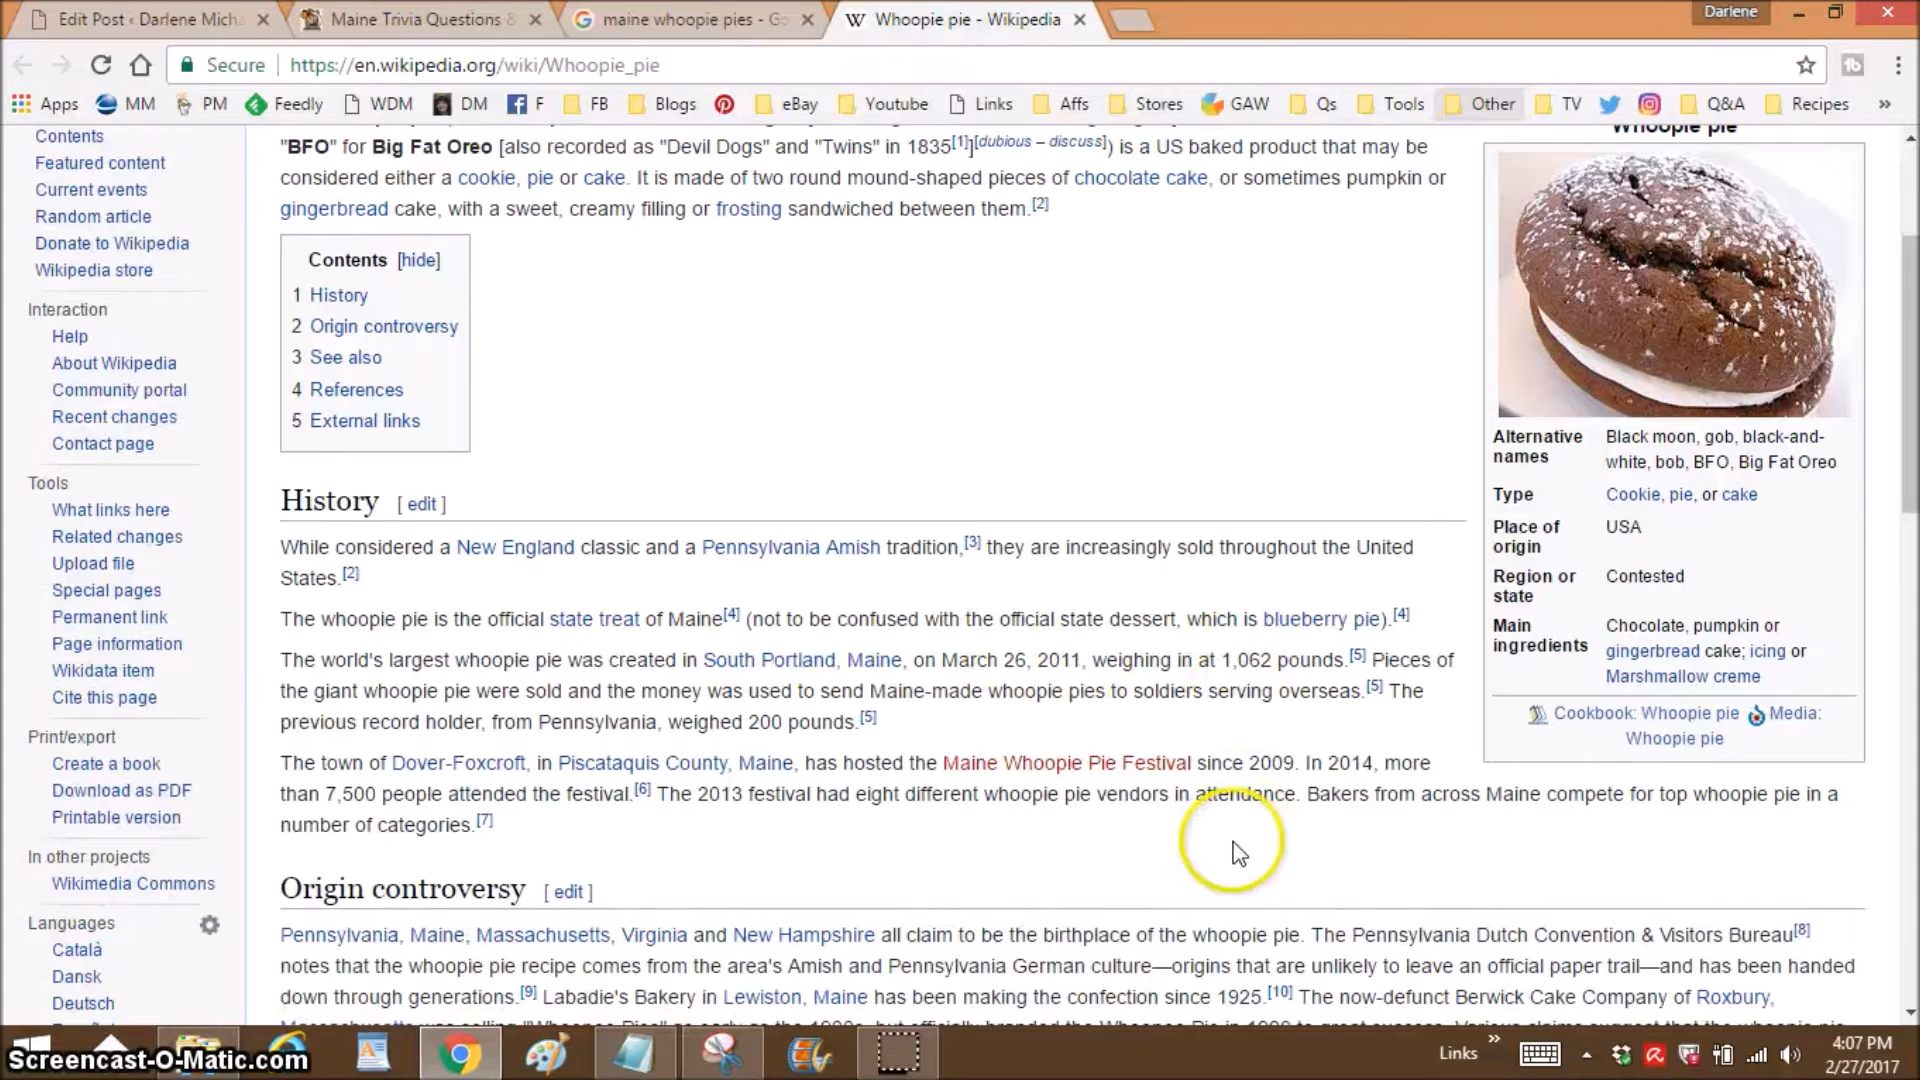 Edit Post ‹ Darlene Micha
Maine Trivia Questions &
maine whoopie pies - Go
Whoopie pie - Wikipedia
Darlene
Secure
https://en.wikipedia.org/wiki/Whoopie_pie
Apps
MM
PM
Feedly
WDM
DM
F
FB
Blogs
eBay
Youtube
Links
Affs
Stores
GAW
Qs
Tools
Other
TV
Q&A
Recipes
»
Contents
Featured content
Current events
Random article
Donate to Wikipedia
Wikipedia store
Interaction
Help
About Wikipedia
Community portal
Recent changes
Contact page
Tools
What links here
Related changes
Upload file
Special pages
Permanent link
Page information
Wikidata item
Cite this page
Print/export
Create a book
Download as PDF
Printable version
In other projects
Wikimedia Commons
Languages
Català
Dansk
Deutsch
"BFO" for Big Fat Oreo [also recorded as "Devil Dogs" and "Twins" in 1835[1]][dubious – discuss]) is a US baked product that may be
considered either a cookie, pie or cake. It is made of two round mound-shaped pieces of chocolate cake, or sometimes pumpkin or
gingerbread cake, with a sweet, creamy filling or frosting sandwiched between them.[2]
Contents [hide]
1 History
2 Origin controversy
3 See also
4 References
5 External links
History [ edit ]
While considered a New England classic and a Pennsylvania Amish tradition,[3] they are increasingly sold throughout the United
States.[2]
The whoopie pie is the official state treat of Maine[4] (not to be confused with the official state dessert, which is blueberry pie).[4]
The world's largest whoopie pie was created in South Portland, Maine, on March 26, 2011, weighing in at 1,062 pounds.[5] Pieces of
the giant whoopie pie were sold and the money was used to send Maine-made whoopie pies to soldiers serving overseas.[5] The
previous record holder, from Pennsylvania, weighed 200 pounds.[5]
The town of Dover-Foxcroft, in Piscataquis County, Maine, has hosted the Maine Whoopie Pie Festival since 2009. In 2014, more
than 7,500 people attended the festival.[6] The 2013 festival had eight different whoopie pie vendors in attendance. Bakers from across Maine compete for top whoopie pie in a
number of categories.[7]
Origin controversy [ edit ]
Pennsylvania, Maine, Massachusetts, Virginia and New Hampshire all claim to be the birthplace of the whoopie pie. The Pennsylvania Dutch Convention & Visitors Bureau[8]
notes that the whoopie pie recipe comes from the area's Amish and Pennsylvania German culture—origins that are unlikely to leave an official paper trail—and has been handed
down through generations.[9] Labadie's Bakery in Lewiston, Maine has been making the confection since 1925.[10] The now-defunct Berwick Cake Company of Roxbury,
Whoopie pie
Alternative names Black moon, gob, black-and-
white, bob, BFO, Big Fat Oreo
Type Cookie, pie, or cake
Place of origin USA
Region or state Contested
Main ingredients Chocolate, pumpkin or
gingerbread cake; icing or
Marshmallow creme
Cookbook: Whoopie pie Media:
Whoopie pie
Screencast-O-Matic.com
Links
»
4:07 PM
2/27/2017